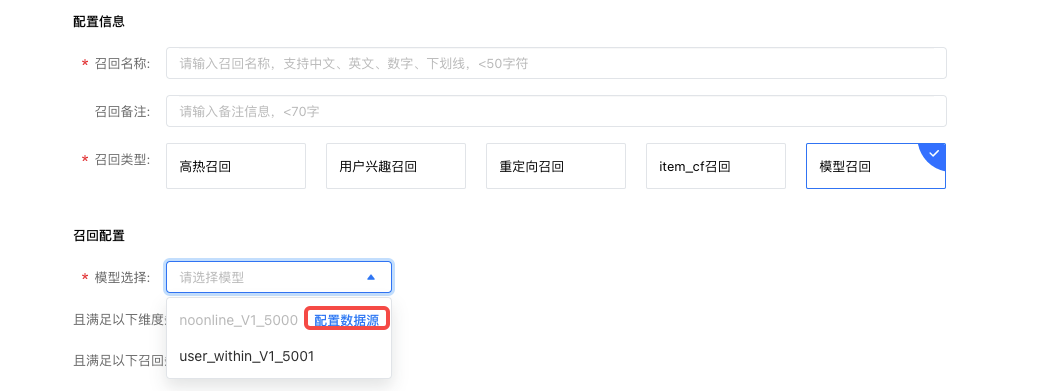 配置信息
* 召回名称: 请输入召回名称，支持中文、英文、数字、下划线，<50字符
召回备注: 请输入备注信息，<70字
* 召回类型: 高热召回 用户兴趣召回 重定向召回 item_cf召回 模型召回
召回配置
* 模型选择: 请选择模型
且满足以下维度 noonline_V1_5000 配置数据源
user_within_V1_5001
且满足以下召回